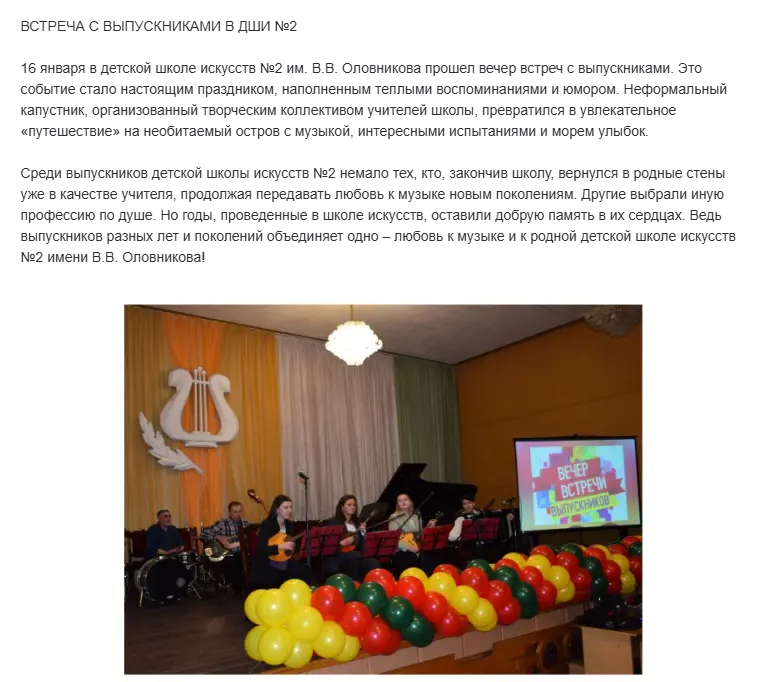 ВСТРЕЧА С ВЫПУСКНИКАМИ В ДШИ №2
16 января в детской школе искусств №2 им. В.В. Оловникова прошел вечер встреч с выпускниками. Это
событие стало настоящим праздником, наполненным теплыми воспоминаниями и юмором. Неформальный
капустник, организованный творческим коллективом учителей школы, превратился в увлекательное
«путешествие» на необитаемый остров с музыкой, интересными испытаниями и морем улыбок.
Среди выпускников детской школы искусств №2 немало тех, кто, закончив школу, вернулся в родные стены
уже в качестве учителя, продолжая передавать любовь к музыке новым поколениям. Другие выбрали иную
профессию по душе. Но годы, проведенные в школе искусств, оставили добрую память в их сердцах. Ведь
выпускников разных лет и поколений объединяет одно – любовь к музыке и к родной детской школе искусств
№2 имени В.В. Оловникова!
ВЕЧЕР
ВСТРЕЧИ
ВЫПУСКНИКОВ